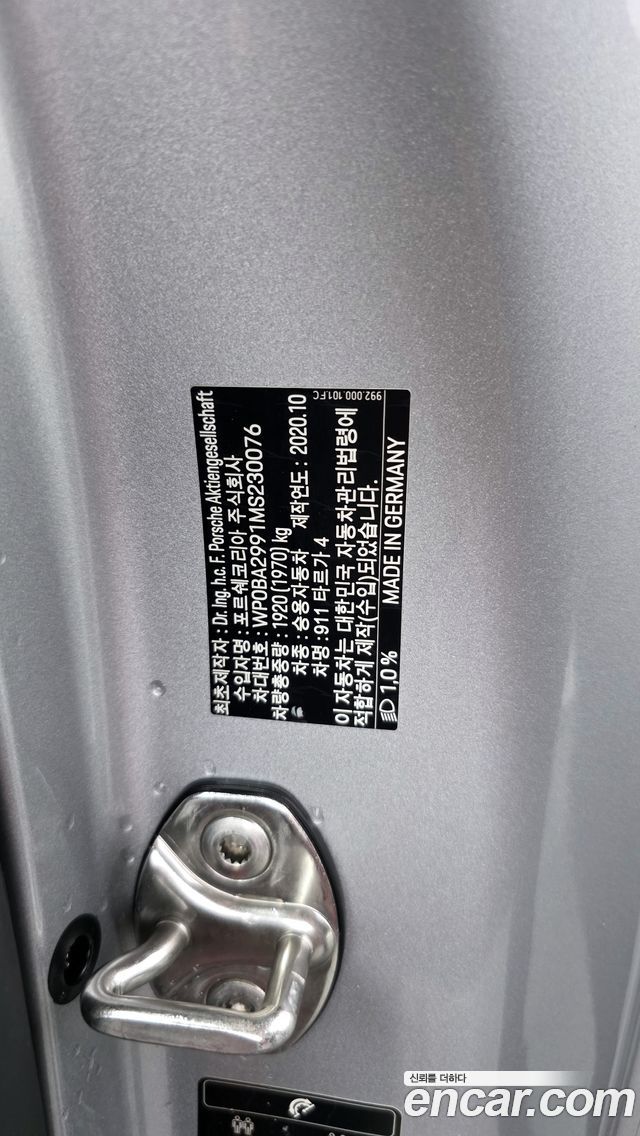 최초제작자 : Dr. Ing. h.c. F. Porsche Aktiengesellschaft
수입자명 : 포르쉐코리아 주식회사
차대번호 : WP0BA2991MS230076
차량총중량 : 1920 (1970) kg
차종 : 승용자동차 제작연도 : 2020.10
차명 : 911 타르가 4
이 자동차는 대한민국 자동차관리법령에
적합하게 제작(수입)되었습니다.
1,0 % MADE IN GERMANY
992.000.101.FC
신뢰를 더하다
encar.com